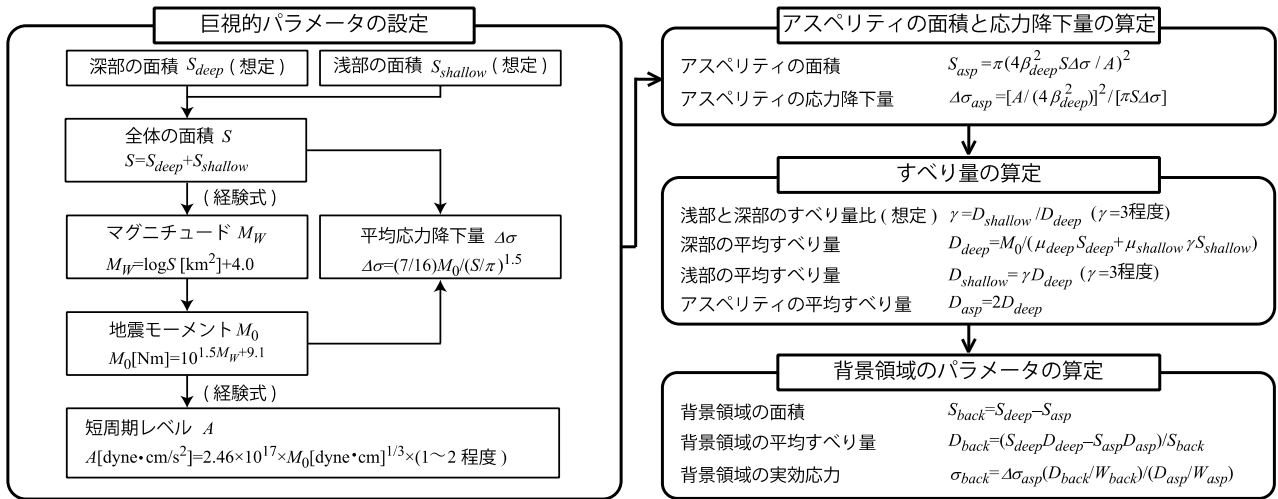 巨視的パラメータの設定
深部の面積 S_deep (想定)
浅部の面積 S_shallow (想定)
全体の面積 S
S=S_deep+S_shallow
(経験式)
マグニチュード M_W
M_W=logS [km²]+4.0
平均応力降下量 Δσ
Δσ=(7/16)M_0/(S/π)^1.5
地震モーメント M_0
M_0[Nm]=10^(1.5M_W+9.1)
(経験式)
短周期レベル A
A[dyne・cm/s²]=2.46×10^17×M_0[dyne・cm]^1/3×(1～2 程度)
アスペリティの面積と応力降下量の算定
アスペリティの面積 S_asp=π(4β²_deep SΔσ / A)²
アスペリティの応力降下量 Δσ_asp=[A/(4β²_deep)]²/[πSΔσ]
すべり量の算定
浅部と深部のすべり量比(想定) γ=D_shallow/D_deep (γ=3程度)
深部の平均すべり量 D_deep=M_0/(μ_deep S_deep+μ_shallow γS_shallow)
浅部の平均すべり量 D_shallow=γD_deep (γ=3程度)
アスペリティの平均すべり量 D_asp=2D_deep
背景領域のパラメータの算定
背景領域の面積 S_back=S_deep–S_asp
背景領域の平均すべり量 D_back=(S_deep D_deep–S_asp D_asp)/S_back
背景領域の実効応力 σ_back=Δσ_asp(D_back/W_back)/(D_asp/W_asp)